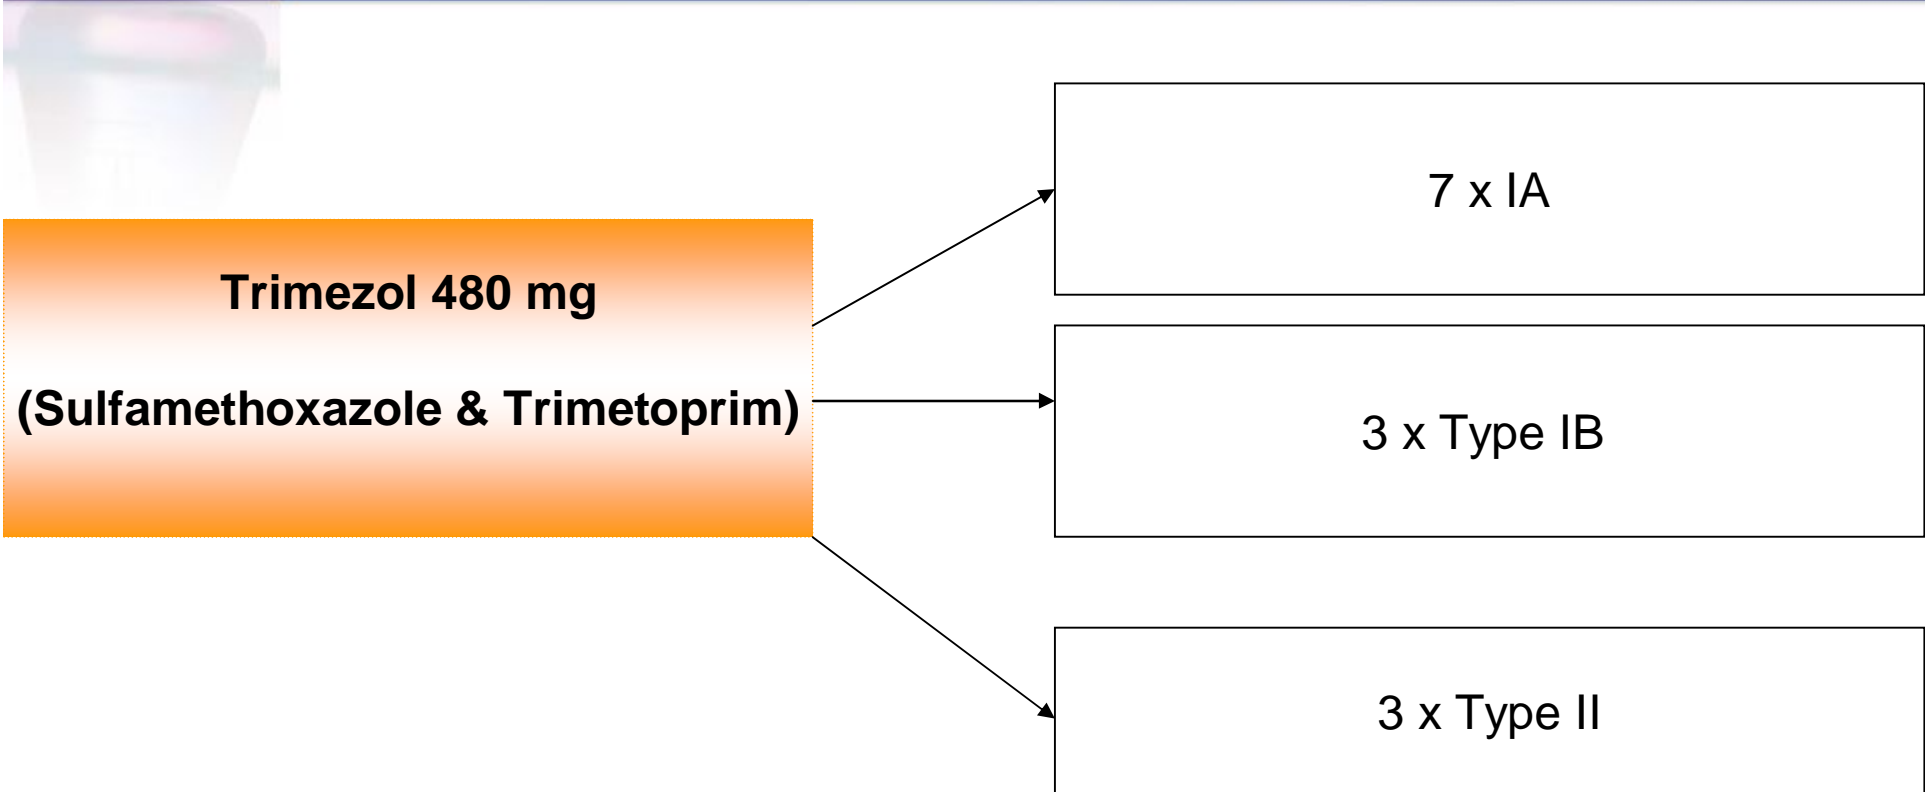 Trimezol 480 mg
(Sulfamethoxazole & Trimetoprim)
7 x IA
3 x Type IB
3 x Type II